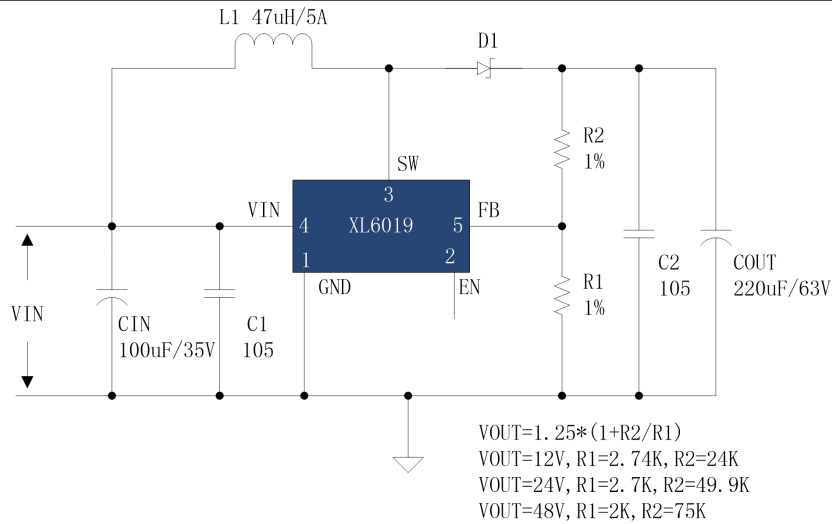 L1 47uH/5A
D1
R2
1%
SW
3
VIN
4
XL6019
5
FB
1
2
GND
EN
R1
1%
C2
105
COUT
220uF/63V
VIN
CIN
100uF/35V
C1
105
VOUT=1.25*(1+R2/R1)
VOUT=12V,R1=2.74K,R2=24K
VOUT=24V,R1=2.7K,R2=49.9K
VOUT=48V,R1=2K,R2=75K